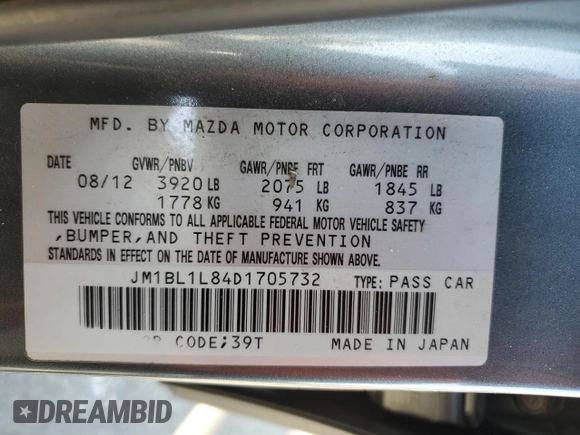 MFD. BY MAZDA MOTOR CORPORATION
DATE GVWR/PNBV GAWR/PNBE FRT GAWR/PNBE RR
08/12 3920 LB 2075 LB 1845 LB
1778 KG 941 KG 837 KG
THIS VEHICLE CONFORMS TO ALL APPLICABLE FEDERAL MOTOR VEHICLE SAFETY
,BUMPER,AND THEFT PREVENTION
STANDARDS IN EFFECT ON THE DATE OF MANUFACTURE SHOWN ABOVE.
JM1BL1L84D1705732 TYPE: PASS CAR
CODE;39T MADE IN JAPAN
DREAMBID